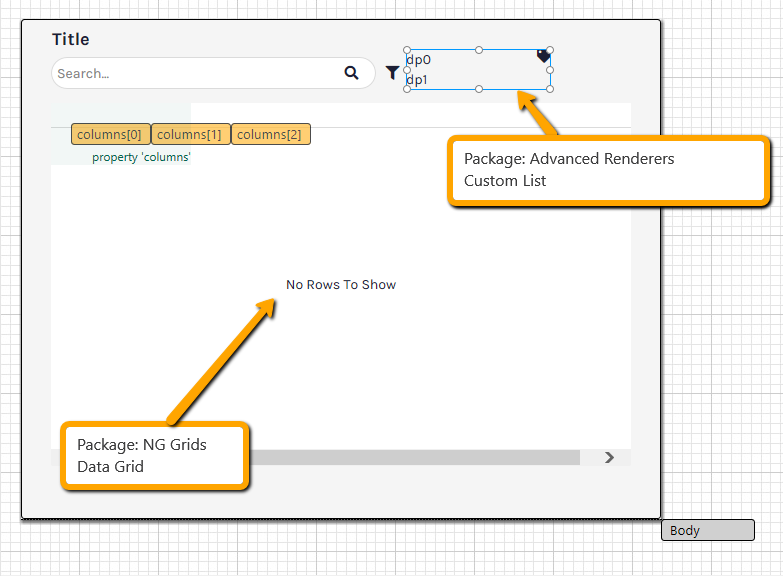 Title
Search...
dp0
dp1
columns[0]
columns[1]
columns[2]
property 'columns'
Package: Advanced Renderers
Custom List
No Rows To Show
Package: NG Grids
Data Grid
Body